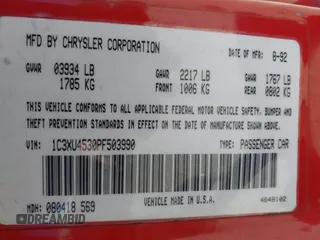 MFD BY CHRYSLER CORPORATION DATE OF MFR 8-92
GVWR 03934 LB GAWR FRONT 2217 LB GAWR REAR 1767 LB
1785 KG 1006 KG 0802 KG
THIS VEHICLE CONFORMS TO ALL APPLICABLE FEDERAL MOTOR VEHICLE SAFETY, BUMPER AND
THEFT STANDARDS IN EFFECT ON THE DATE OF MANUFACTURE SHOWN ABOVE.
VIN: 1C3XU4530PF503990 TYPE: PASSENGER CAR
MDH: 080418 569 VEHICLE MADE IN U.S.A. 4648102
DIAMOND BID